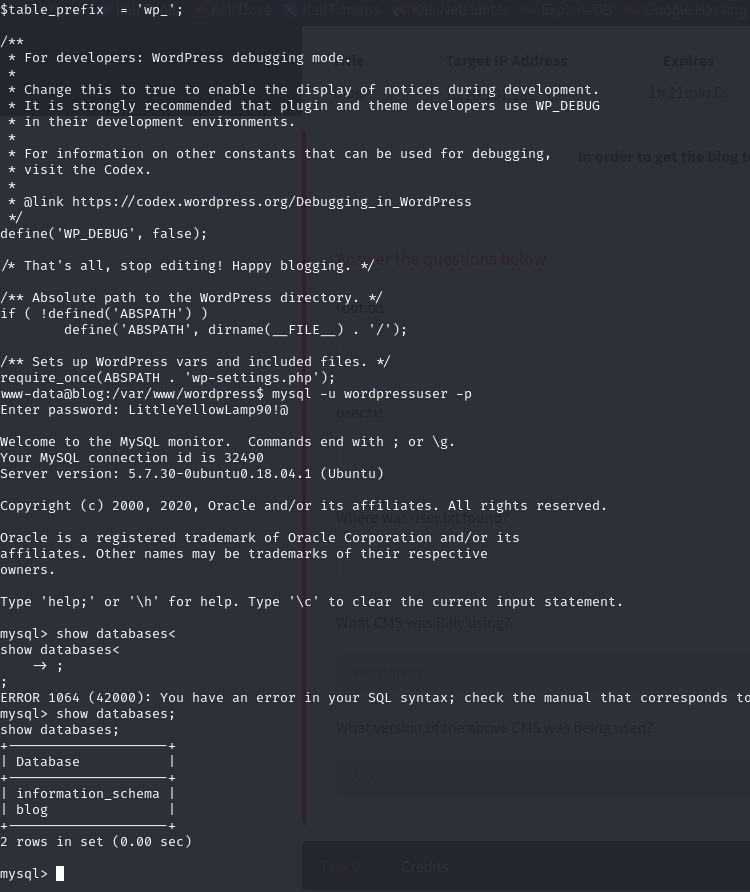 Kali Docs Kali Forums Kali NetHunter Exploit-DB Google Hacking
$table_prefix  = 'wp_';
/**
 * For developers: WordPress debugging mode.
 *
 * Change this to true to enable the display of notices during development.
 * It is strongly recommended that plugin and theme developers use WP_DEBUG
 * in their development environments.
 *
 * For information on other constants that can be used for debugging,
 * visit the Codex.
 *
 * @link https://codex.wordpress.org/Debugging_in_WordPress
 */
define('WP_DEBUG', false);
/* That's all, stop editing! Happy blogging. */
/** Absolute path to the WordPress directory. */
if ( !defined('ABSPATH') )
        define('ABSPATH', dirname(__FILE__) . '/');
/** Sets up WordPress vars and included files. */
require_once(ABSPATH . 'wp-settings.php');
www-data@blog:/var/www/wordpress$ mysql -u wordpressuser -p
Enter password: LittleYellowLamp90!@
Welcome to the MySQL monitor.  Commands end with ; or \g.
Your MySQL connection id is 32490
Server version: 5.7.30-0ubuntu0.18.04.1 (Ubuntu)
Copyright (c) 2000, 2020, Oracle and/or its affiliates. All rights reserved.
Oracle is a registered trademark of Oracle Corporation and/or its
affiliates. Other names may be trademarks of their respective
owners.
Type 'help;' or '\h' for help. Type '\c' to clear the current input statement.
mysql> show databases<
show databases<
    -> ;
;
ERROR 1064 (42000): You have an error in your SQL syntax; check the manual that corresponds to
mysql> show databases;
show databases;
+--------------------+
| Database           |
+--------------------+
| information_schema |
| blog               |
+--------------------+
2 rows in set (0.00 sec)
mysql>
Target IP Address Expires
1h 21min 6s
In order to get the blog
Answer the questions below
root.txt
user.txt
Where was user.txt found?
What CMS was Billy using?
wordpress
What version of the above CMS was being used?
Task 2 Credits